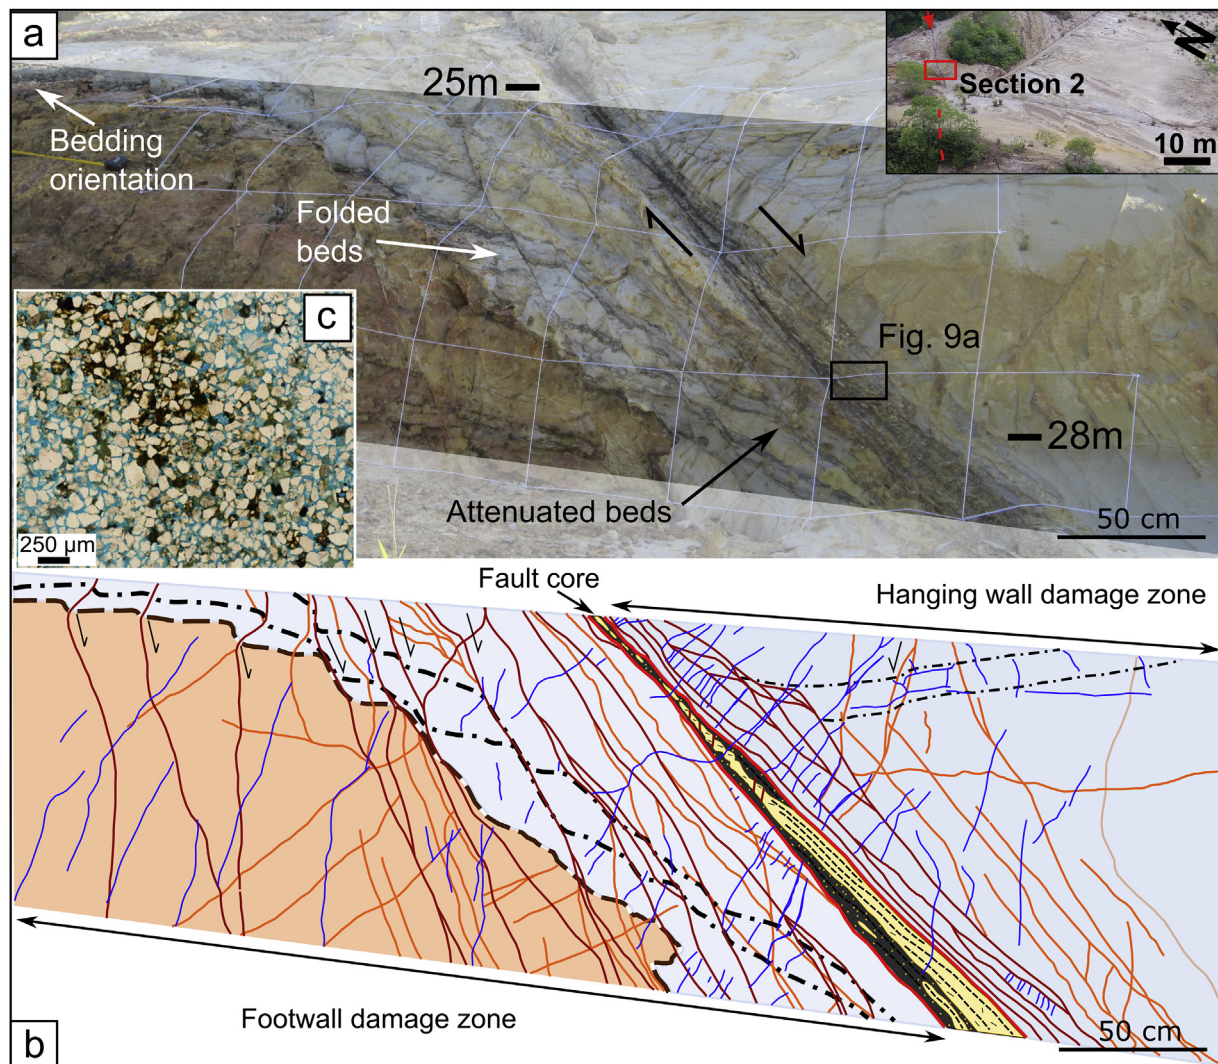 a
25m
N
Section 2
10 m
Bedding
orientation
Folded
beds
c
Fig. 9a
28m
Attenuated beds
50 cm
250 µm
Fault core
Hanging wall damage zone
Footwall damage zone
50 cm
b